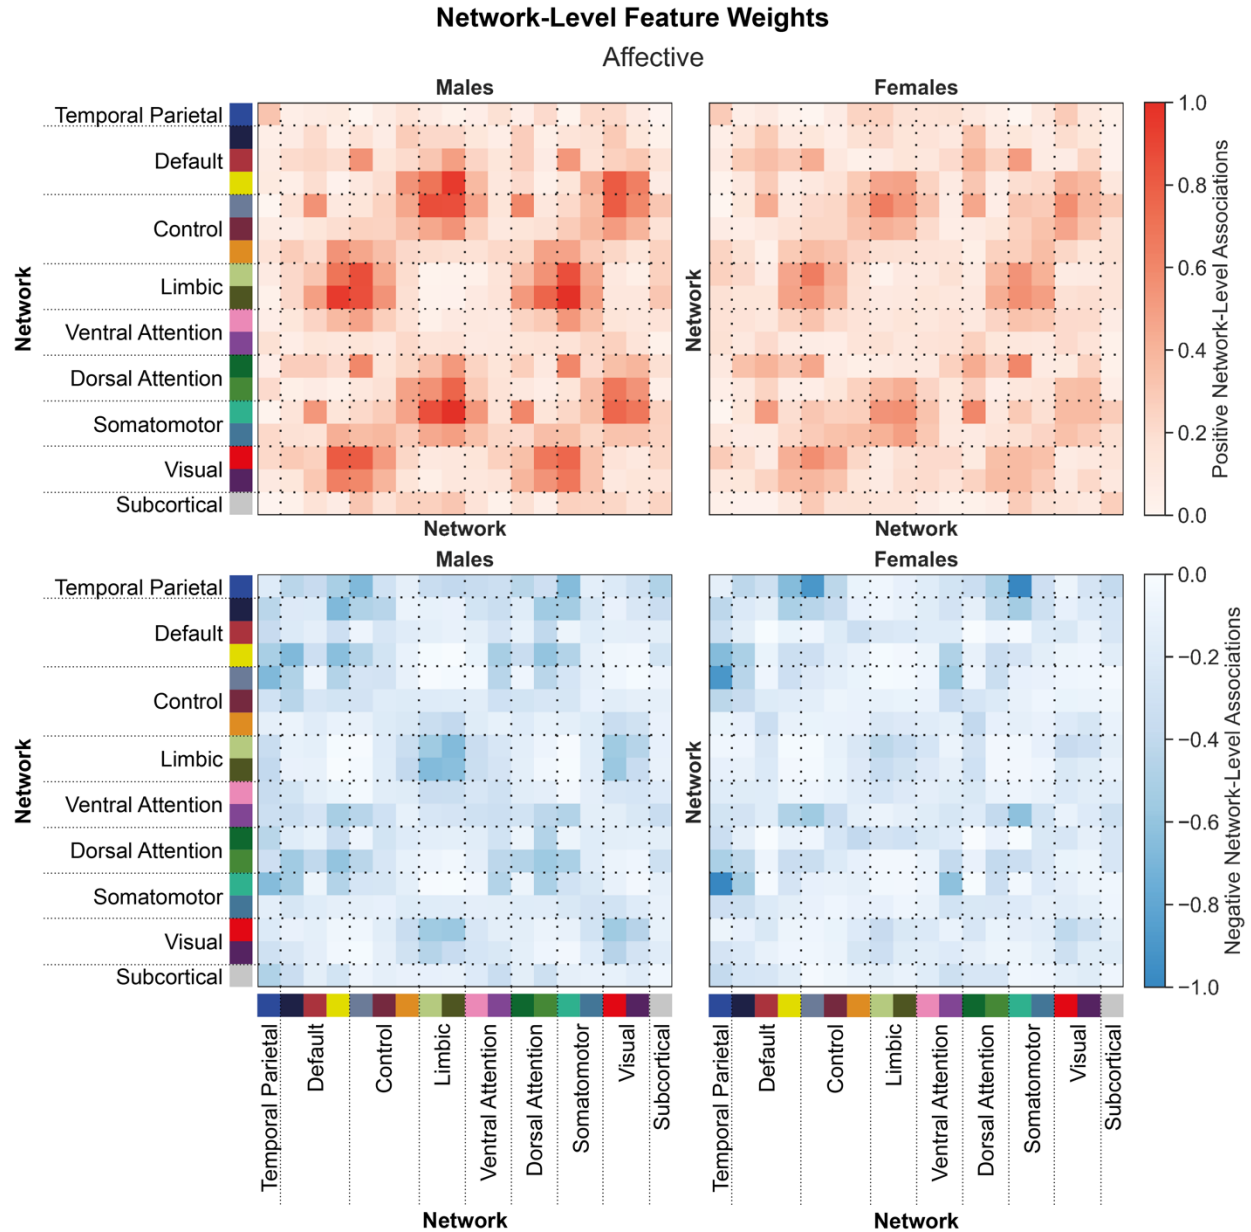 Network-Level Feature Weights
Affective
Males
Females
Temporal Parietal
Default
Control
Limbic
Ventral Attention
Dorsal Attention
Somatomotor
Visual
Subcortical
Network
Network
Network
Network
1.0
0.8
0.6
0.4
0.2
0.0
Positive Network-Level Associations
Males
Females
Temporal Parietal
Default
Control
Limbic
Ventral Attention
Dorsal Attention
Somatomotor
Visual
Subcortical
Network
Network
0.0
−0.2
−0.4
−0.6
−0.8
−1.0
Negative Network-Level Associations
Temporal Parietal
Default
Control
Limbic
Ventral Attention
Dorsal Attention
Somatomotor
Visual
Subcortical
Temporal Parietal
Default
Control
Limbic
Ventral Attention
Dorsal Attention
Somatomotor
Visual
Subcortical
Network
Network